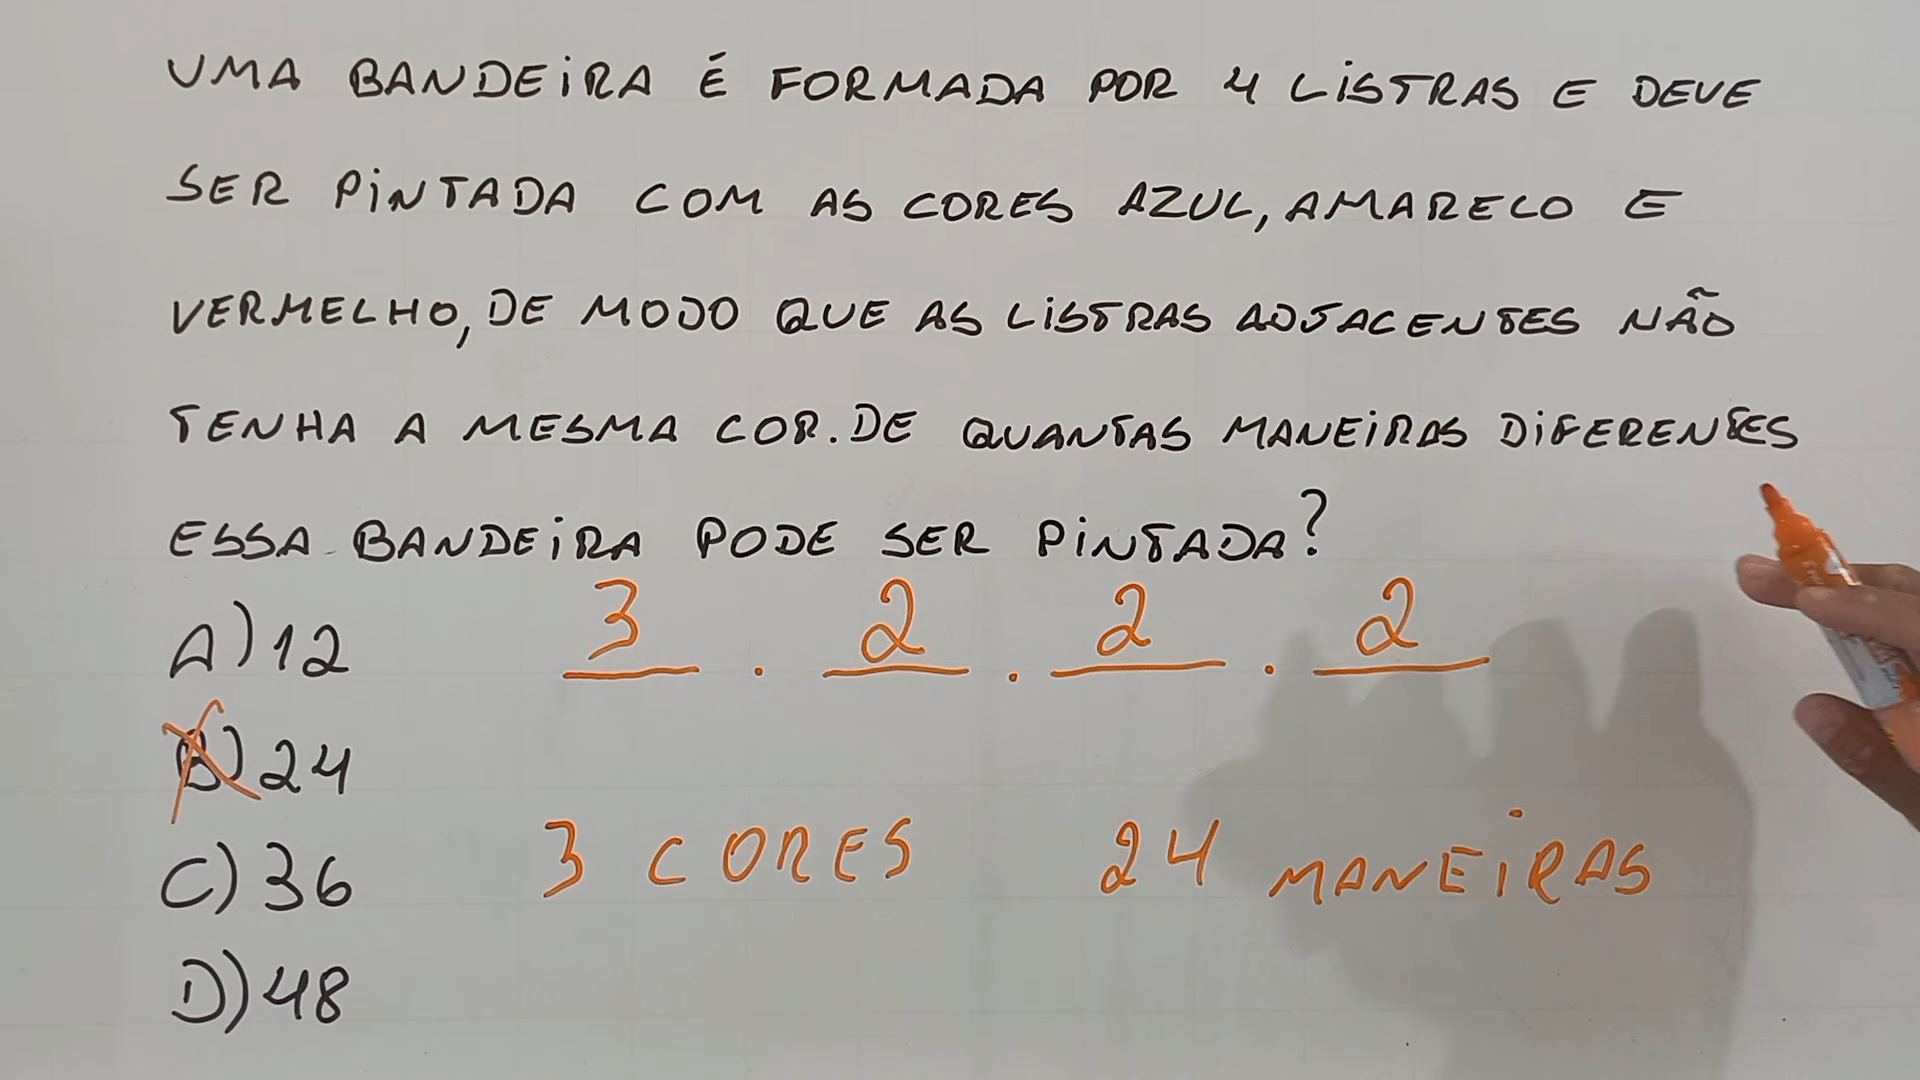 UMA BANDEIRA É FORMADA POR 4 LISTRAS E DEVE
SER PINTADA COM AS CORES AZUL, AMARELO E
VERMELHO, DE MODO QUE AS LISTRAS ADJACENTES NÃO
TENHA A MESMA COR. DE QUANTAS MANEIRAS DIFERENTES
ESSA BANDEIRA PODE SER PINTADA?
3 . 2 . 2 . 2
A) 12
B) 24
3 CORES 24 MANEIRAS
C) 36
D) 48